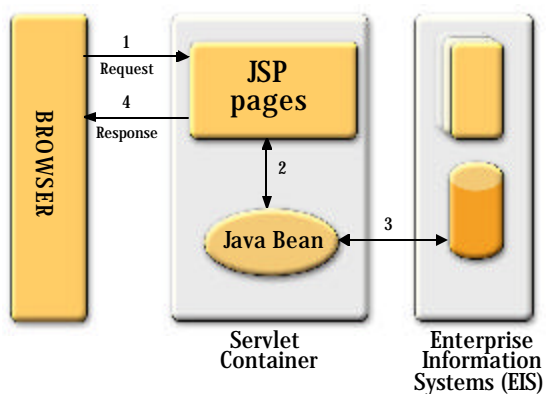 BROWSER
1
Request
4
Response
JSP
pages
2
Java Bean
3
Servlet
Container
Enterprise
Information
Systems (EIS)